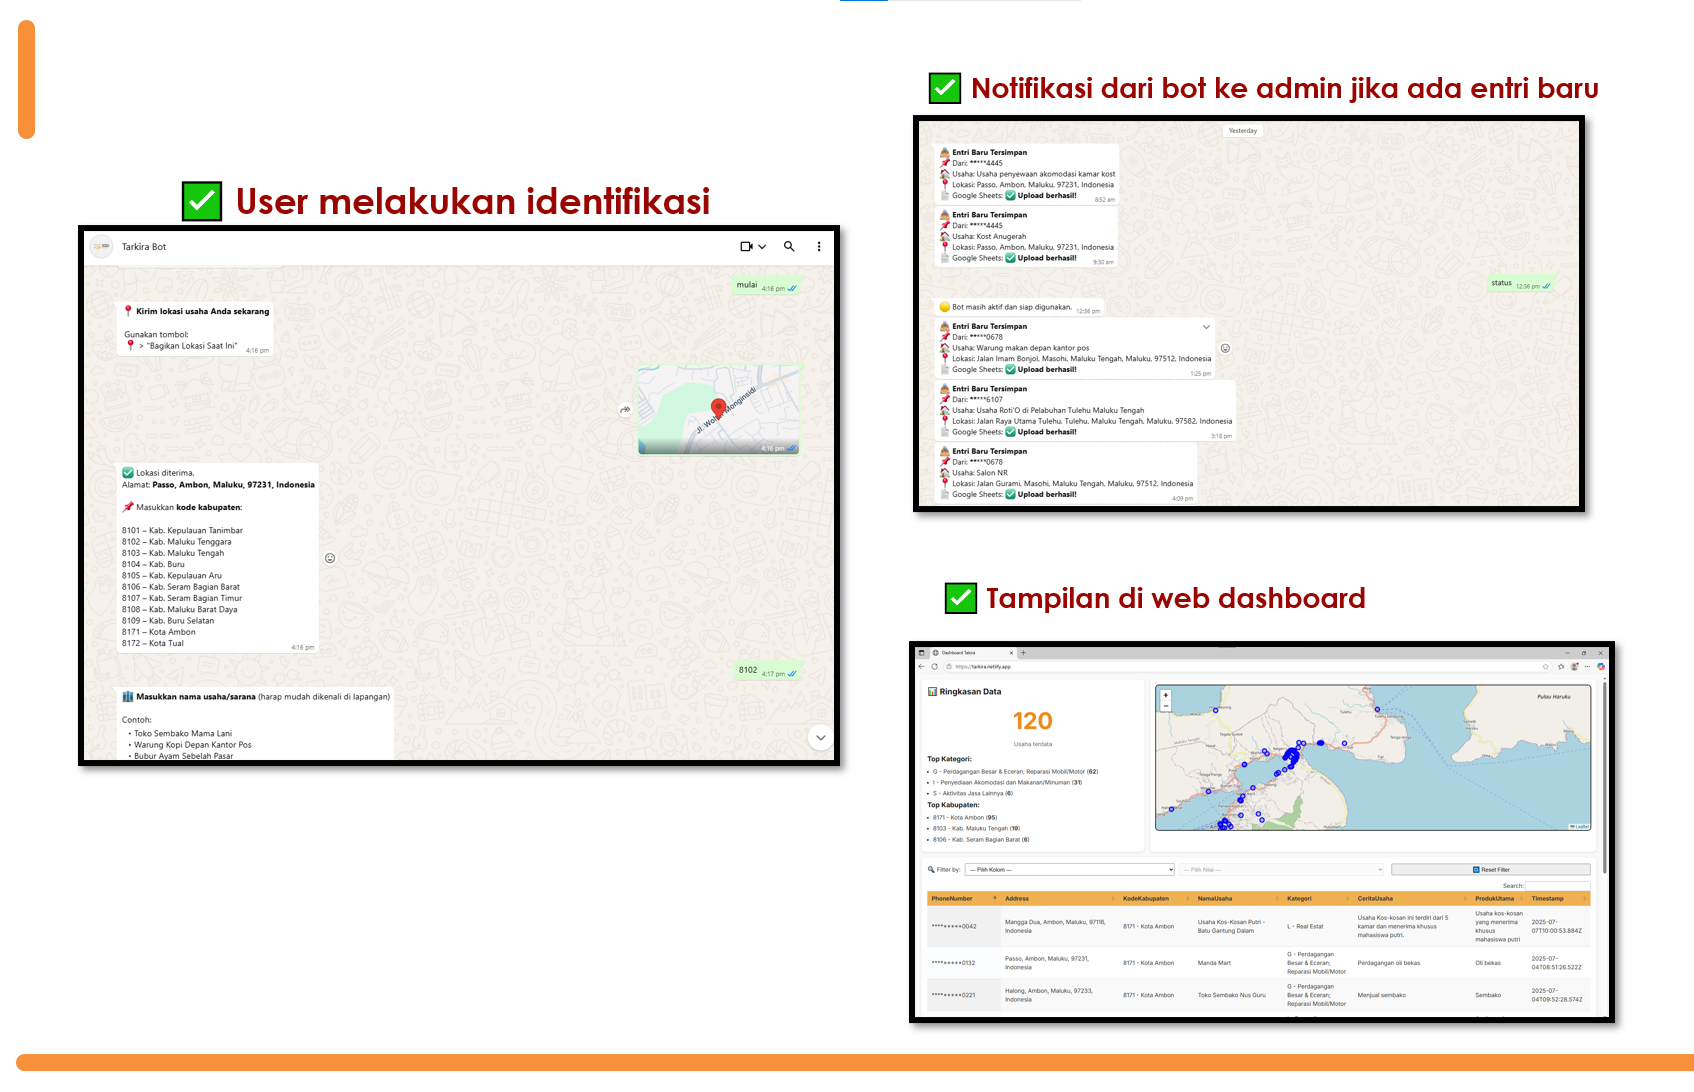 User melakukan identifikasi
Tarkira Bot
mulai
4:16 pm
Kirim lokasi usaha Anda sekarang
Gunakan tombol:
> "Bagikan Lokasi Saat Ini"
4:16 pm
Jl. Wolter Monginsidi
4:16 pm
Lokasi diterima.
Alamat: Passo, Ambon, Maluku, 97231, Indonesia
Masukkan kode kabupaten:
8101 – Kab. Kepulauan Tanimbar
8102 – Kab. Maluku Tenggara
8103 – Kab. Maluku Tengah
8104 – Kab. Buru
8105 – Kab. Kepulauan Aru
8106 – Kab. Seram Bagian Barat
8107 – Kab. Seram Bagian Timur
8108 – Kab. Maluku Barat Daya
8109 – Kab. Buru Selatan
8171 – Kota Ambon
8172 – Kota Tual
4:16 pm
8102
4:17 pm
Masukkan nama usaha/sarana (harap mudah dikenali di lapangan)
Contoh:
• Toko Sembako Mama Lani
• Warung Kopi Depan Kantor Pos
• Bubur Ayam Sebelah Pasar
Notifikasi dari bot ke admin jika ada entri baru
Yesterday
Entri Baru Tersimpan
Dari: *****4445
Usaha: Usaha penyewaan akomodasi kamar kost
Lokasi: Passo, Ambon, Maluku, 97231, Indonesia
Google Sheets: Upload berhasil!
8:52 am
Entri Baru Tersimpan
Dari: *****4445
Usaha: Kost Anugerah
Lokasi: Passo, Ambon, Maluku, 97231, Indonesia
Google Sheets: Upload berhasil!
9:30 am
status
12:36 pm
Bot masih aktif dan siap digunakan.
12:36 pm
Entri Baru Tersimpan
Dari: *****0678
Usaha: Warung makan depan kantor pos
Lokasi: Jalan Imam Bonjol, Masohi, Maluku Tengah, Maluku, 97512, Indonesia
Google Sheets: Upload berhasil!
1:25 pm
Entri Baru Tersimpan
Dari: *****6107
Usaha: Usaha Roti'O di Pelabuhan Tulehu Maluku Tengah
Lokasi: Jalan Raya Utama Tulehu, Tulehu, Maluku Tengah, Maluku, 97582, Indonesia
Google Sheets: Upload berhasil!
3:18 pm
Entri Baru Tersimpan
Dari: *****0678
Usaha: Salon NR
Lokasi: Jalan Gurami, Masohi, Maluku Tengah, Maluku, 97512, Indonesia
Google Sheets: Upload berhasil!
4:09 pm
Tampilan di web dashboard
Dashboard Takira
https://tarkira.netlify.app
Ringkasan Data
120
Usaha terdata
Top Kategori:
• G - Perdagangan Besar & Eceran; Reparasi Mobil/Motor (62)
• I - Penyediaan Akomodasi dan Makanan/Minuman (31)
• S - Aktivitas Jasa Lainnya (6)
Top Kabupaten:
• 8171 - Kota Ambon (95)
• 8103 - Kab. Maluku Tengah (19)
• 8106 - Kab. Seram Bagian Barat (6)
+
−
Pulau Haruku
Leaflet
Filter by:
--- Pilih Kolom ---
--- Pilih Nilai ---
Reset Filter
Search:
PhoneNumber Address KodeKabupaten NamaUsaha Kategori CeritaUsaha ProdukUtama Timestamp
*********0042
Mangga Dua, Ambon, Maluku, 97116,
Indonesia
8171 - Kota Ambon
Usaha Kos-Kosan Putri -
Batu Gantung Dalam
L - Real Estat
Usaha Kos-kosan ini terdiri dari 5
kamar dan menerima khusus
mahasiswa putri.
Usaha kos-kosan
yang menerima
khusus
mahasiswa putri
2025-07-
07T10:00:53.884Z
*********0132
Passo, Ambon, Maluku, 97231,
Indonesia
8171 - Kota Ambon
Manda Mart
G - Perdagangan
Besar & Eceran;
Reparasi Mobil/Motor
Perdagangan oli bekas
Oli bekas
2025-07-
04T08:51:26.522Z
*********0221
Halong, Ambon, Maluku, 97233,
Indonesia
8171 - Kota Ambon
Toko Sembako Nus Guru
G - Perdagangan
Besar & Eceran;
Reparasi Mobil/Motor
Menjual sembako
Sembako
2025-07-
04T09:52:28.574Z